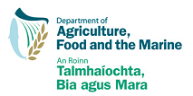 Department of
Agriculture,
Food and the Marine
An Roinn
Talmhaíochta,
Bia agus Mara